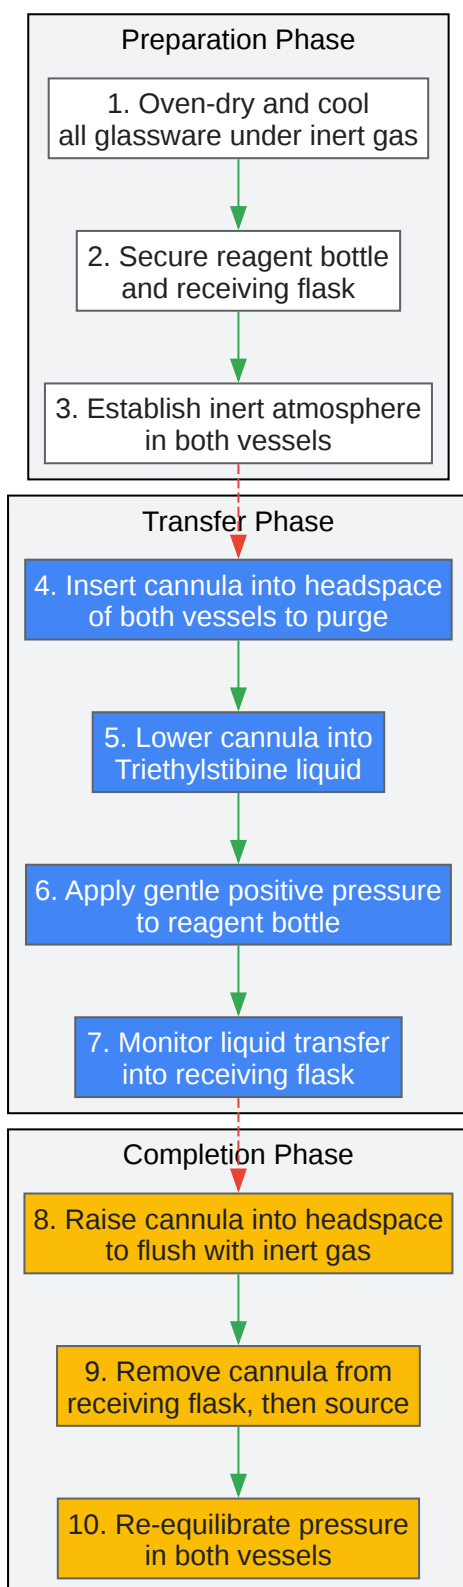 Preparation Phase
1. Oven-dry and cool
all glassware under inert gas
2. Secure reagent bottle
and receiving flask
3. Establish inert atmosphere
in both vessels
Transfer Phase
4. Insert cannula into headspace
of both vessels to purge
5. Lower cannula into
Triethylstibine liquid
6. Apply gentle positive pressure
to reagent bottle
7. Monitor liquid transfer
into receiving flask
Completion Phase
8. Raise cannula into headspace
to flush with inert gas
9. Remove cannula from
receiving flask, then source
10. Re-equilibrate pressure
in both vessels